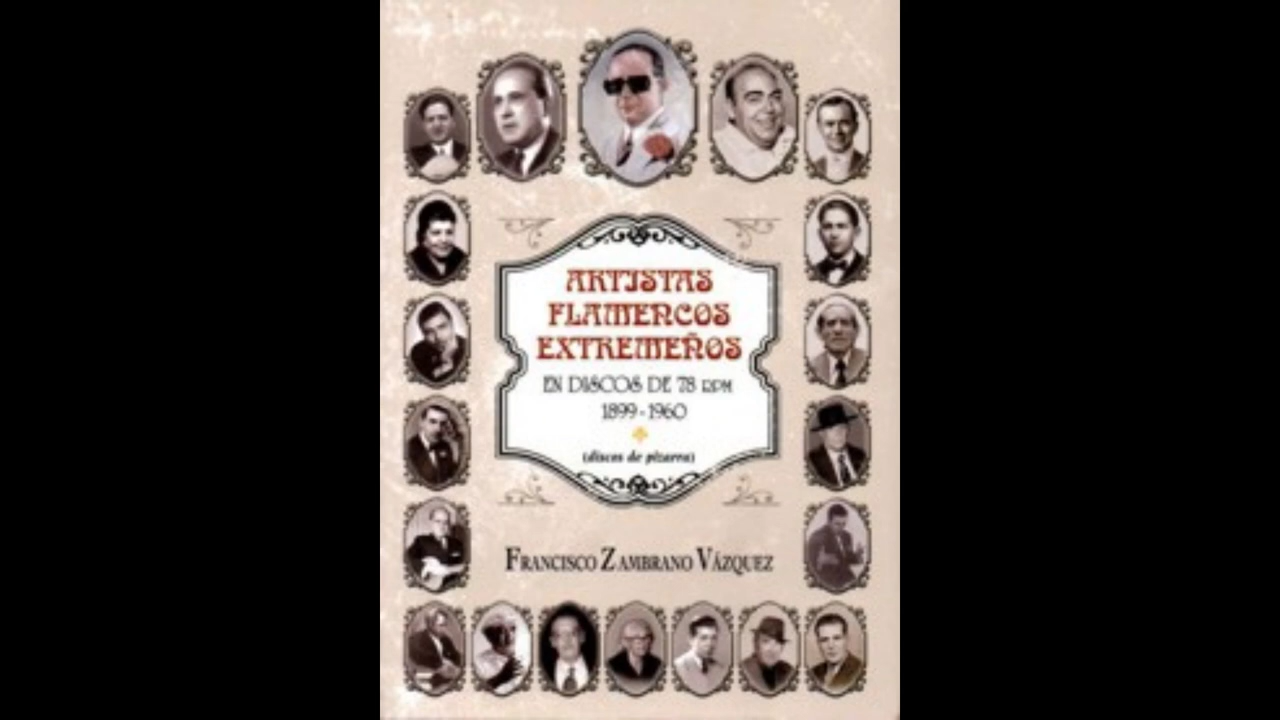 ARTISTAS
FLAMENCOS
EXTREMEÑOS
EN DISCOS DE 78 RPM
1899-1960
(discos de pizarra)
FRANCISCO ZAMBRANO VÁZQUEZ